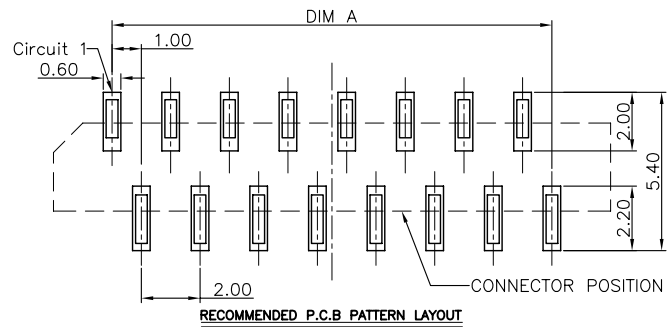 DIM A
Circuit 1
1.00
0.60
2.00
5.40
2.20
2.00
CONNECTOR POSITION
RECOMMENDED P.C.B PATTERN LAYOUT